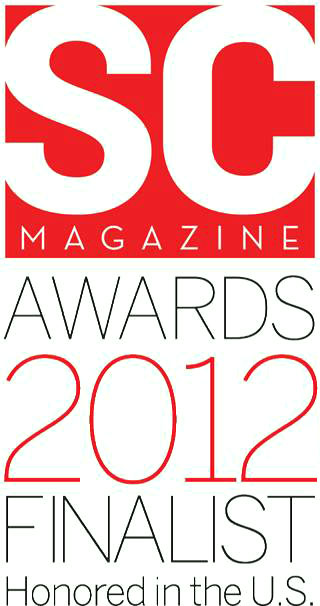 SC
MAGAZINE
AWARDS
2012
FINALIST
Honored in the U.S.